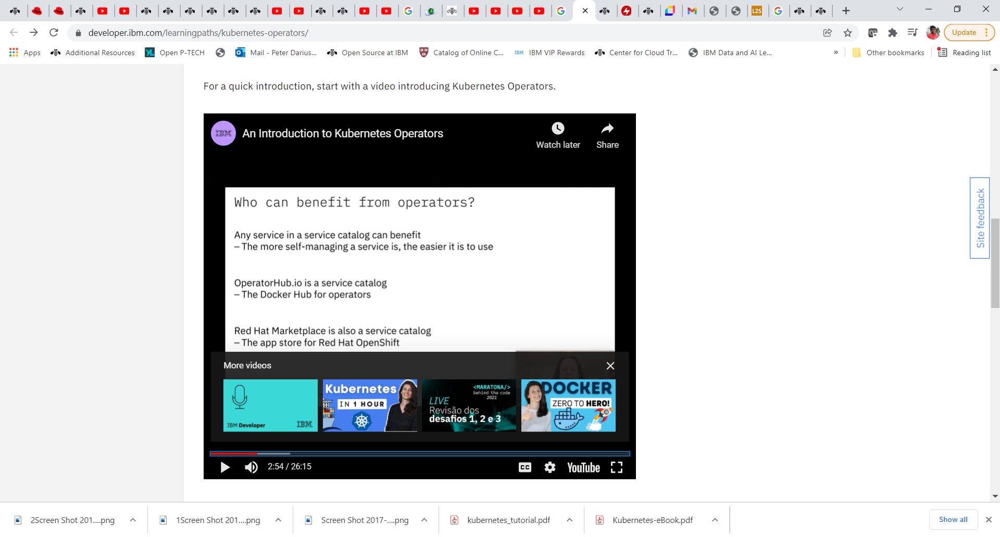 L2S
developer.ibm.com/learningpaths/kubernetes-operators/
Update
Apps
Additional Resources
YL
Open P-TECH
Mail - Peter Darius...
Open Source at IBM
Catalog of Online C...
IBM
IBM VIP Rewards
Center for Cloud Tr...
IBM Data and AI Le...
»
Other bookmarks
Reading list
For a quick introduction, start with a video introducing Kubernetes Operators.
IBM
An Introduction to Kubernetes Operators
Watch later
Share
Who can benefit from operators?
Any service in a service catalog can benefit
– The more self-managing a service is, the easier it is to use
OperatorHub.io is a service catalog
– The Docker Hub for operators
Red Hat Marketplace is also a service catalog
– The app store for Red Hat OpenShift
Site feedback
More videos
IBM Developer
IBM
Kubernetes
IN 1 HOUR
<MARATONA/>
behind the code
2021
LIVE
Revisão dos
desafios 1, 2 e 3
DOCKER
ZERO TO HERO!
2:54 / 26:15
CC
YouTube
2Screen Shot 201....png
1Screen Shot 201....png
Screen Shot 2017-....png
kubernetes_tutorial.pdf
Kubernetes-eBook.pdf
Show all